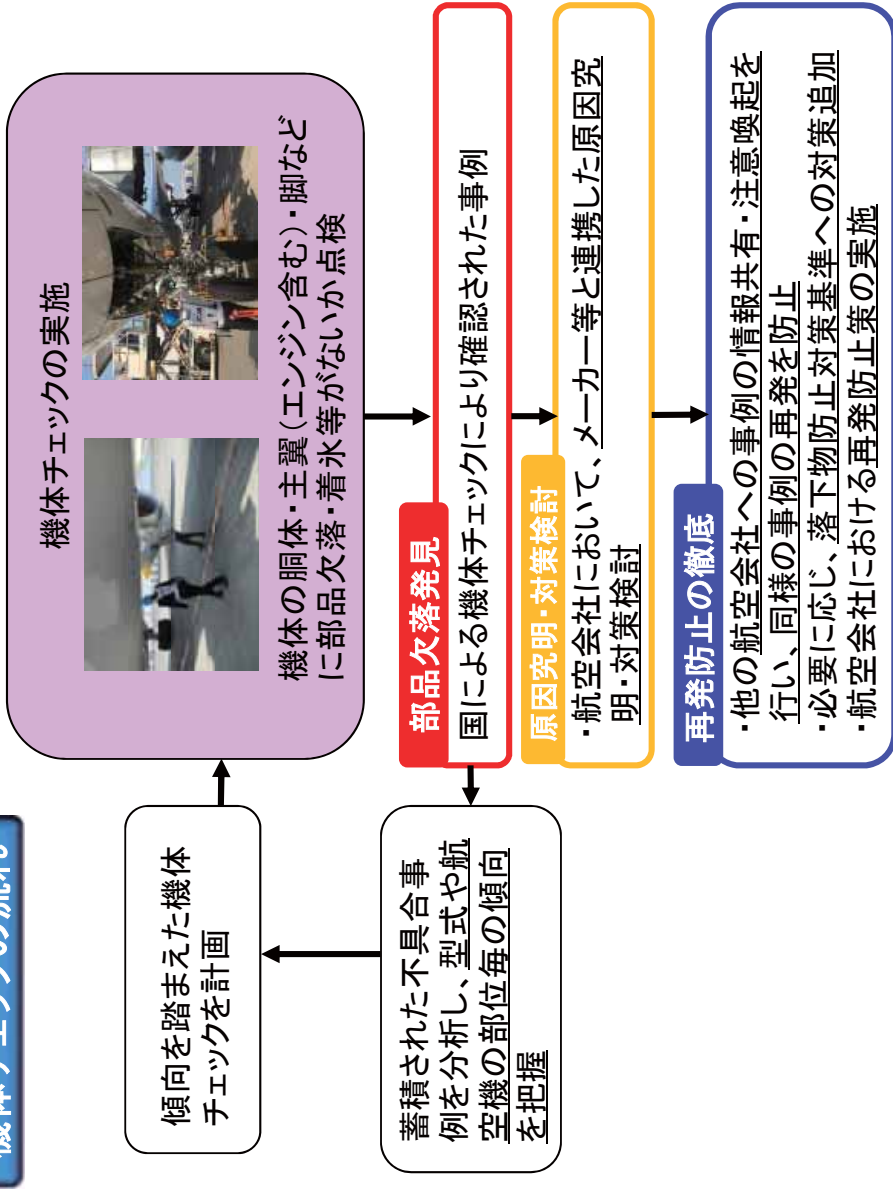 機体チェックの流れ
傾向を踏まえた機体
チェックを計画
蓄積された不具合事
例を分析し、型式や航
空機の部位毎の傾向
を把握
機体チェックの実施
機体の胴体・主翼(エンジン含む)・脚など
に部品欠落・着氷等がないか点検
部品欠落発見
国による機体チェックにより確認された事例
原因究明・対策検討
・航空会社において、メーカー等と連携した原因究
明・対策検討
再発防止の徹底
・他の航空会社への事例の情報共有・注意喚起を
行い、同様の事例の再発を防止
・必要に応じ、落下物防止対策基準への対策追加
・航空会社における再発防止策の実施